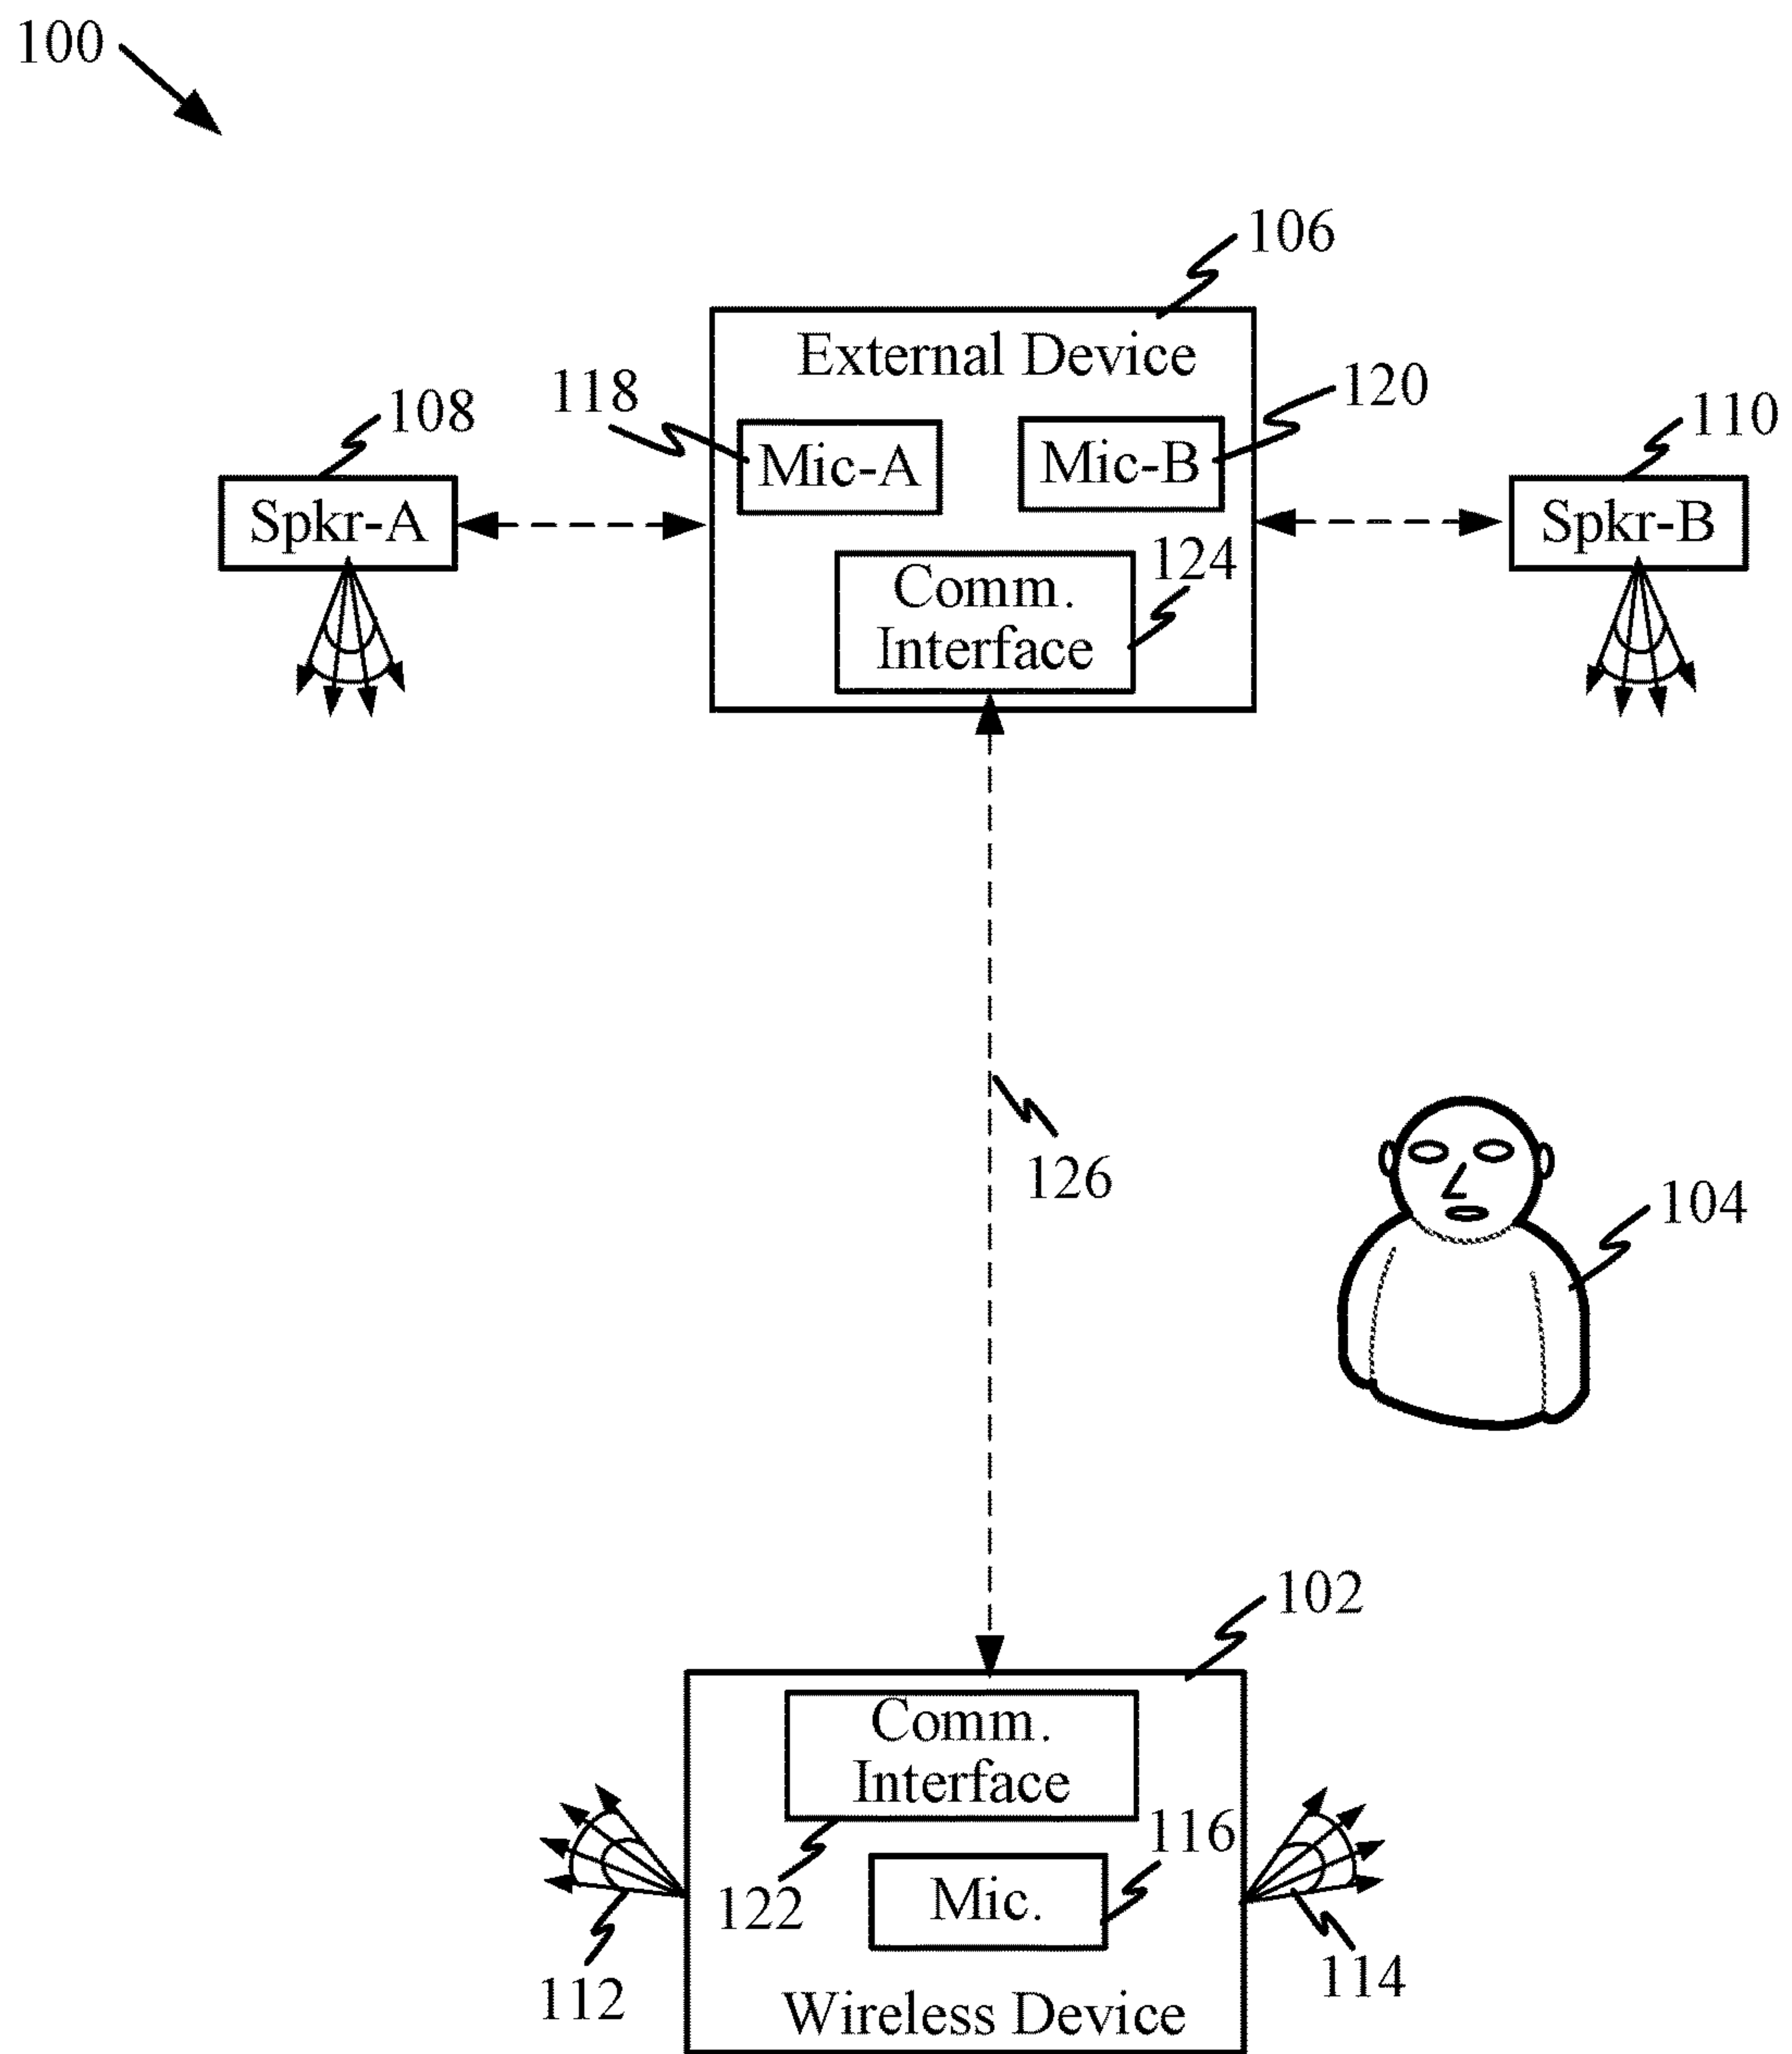 100
106
External Device
118
120
108
110
Mic-A
Mic-B
Spkr-A
Spkr-B
124
Comm.
Interface
126
104
102
Comm.
Interface
116
122
Mic.
112
114
Wireless Device